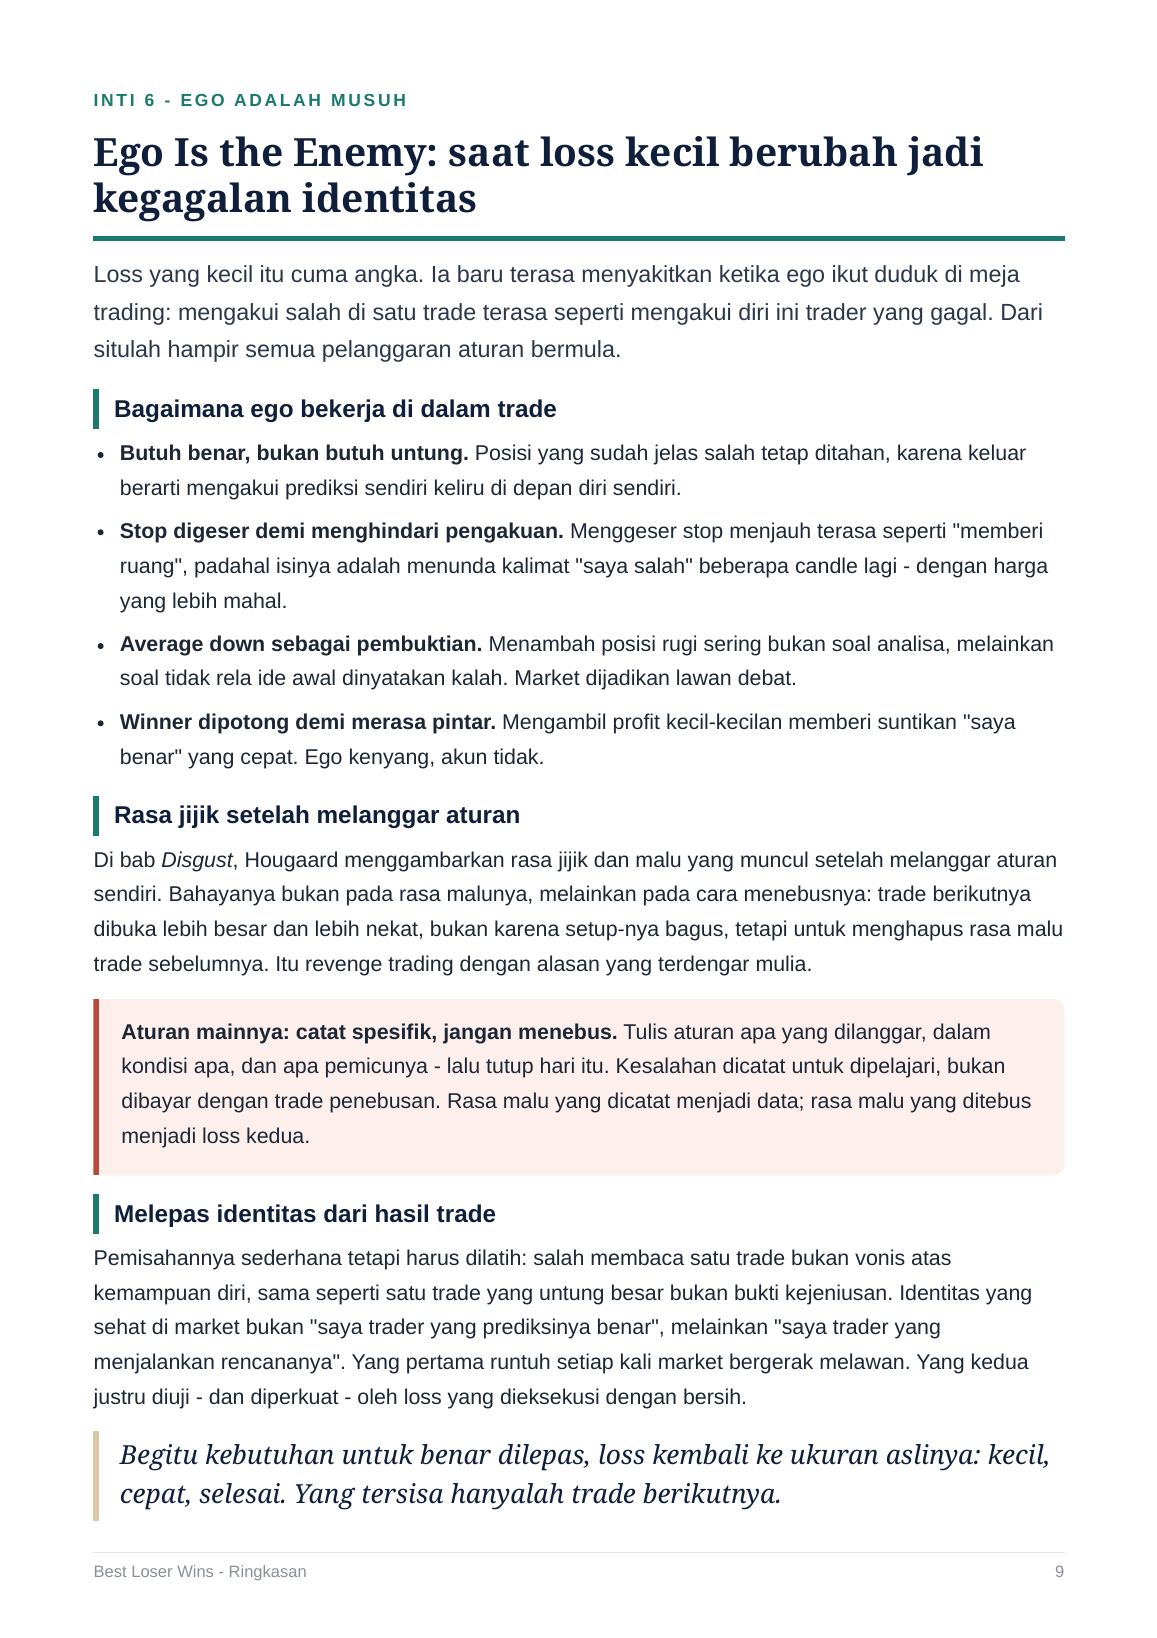 INTI 6 - EGO ADALAH MUSUH
Ego Is the Enemy: saat loss kecil berubah jadi
kegagalan identitas
Loss yang kecil itu cuma angka. Ia baru terasa menyakitkan ketika ego ikut duduk di meja
trading: mengakui salah di satu trade terasa seperti mengakui diri ini trader yang gagal. Dari
situlah hampir semua pelanggaran aturan bermula.
Bagaimana ego bekerja di dalam trade
• Butuh benar, bukan butuh untung. Posisi yang sudah jelas salah tetap ditahan, karena keluar
berarti mengakui prediksi sendiri keliru di depan diri sendiri.
• Stop digeser demi menghindari pengakuan. Menggeser stop menjauh terasa seperti "memberi
ruang", padahal isinya adalah menunda kalimat "saya salah" beberapa candle lagi - dengan harga
yang lebih mahal.
• Average down sebagai pembuktian. Menambah posisi rugi sering bukan soal analisa, melainkan
soal tidak rela ide awal dinyatakan kalah. Market dijadikan lawan debat.
• Winner dipotong demi merasa pintar. Mengambil profit kecil-kecilan memberi suntikan "saya
benar" yang cepat. Ego kenyang, akun tidak.
Rasa jijik setelah melanggar aturan
Di bab Disgust, Hougaard menggambarkan rasa jijik dan malu yang muncul setelah melanggar aturan
sendiri. Bahayanya bukan pada rasa malunya, melainkan pada cara menebusnya: trade berikutnya
dibuka lebih besar dan lebih nekat, bukan karena setup-nya bagus, tetapi untuk menghapus rasa malu
trade sebelumnya. Itu revenge trading dengan alasan yang terdengar mulia.
Aturan mainnya: catat spesifik, jangan menebus. Tulis aturan apa yang dilanggar, dalam
kondisi apa, dan apa pemicunya - lalu tutup hari itu. Kesalahan dicatat untuk dipelajari, bukan
dibayar dengan trade penebusan. Rasa malu yang dicatat menjadi data; rasa malu yang ditebus
menjadi loss kedua.
Melepas identitas dari hasil trade
Pemisahannya sederhana tetapi harus dilatih: salah membaca satu trade bukan vonis atas
kemampuan diri, sama seperti satu trade yang untung besar bukan bukti kejeniusan. Identitas yang
sehat di market bukan "saya trader yang prediksinya benar", melainkan "saya trader yang
menjalankan rencananya". Yang pertama runtuh setiap kali market bergerak melawan. Yang kedua
justru diuji - dan diperkuat - oleh loss yang dieksekusi dengan bersih.
Begitu kebutuhan untuk benar dilepas, loss kembali ke ukuran aslinya: kecil,
cepat, selesai. Yang tersisa hanyalah trade berikutnya.
Best Loser Wins - Ringkasan
9